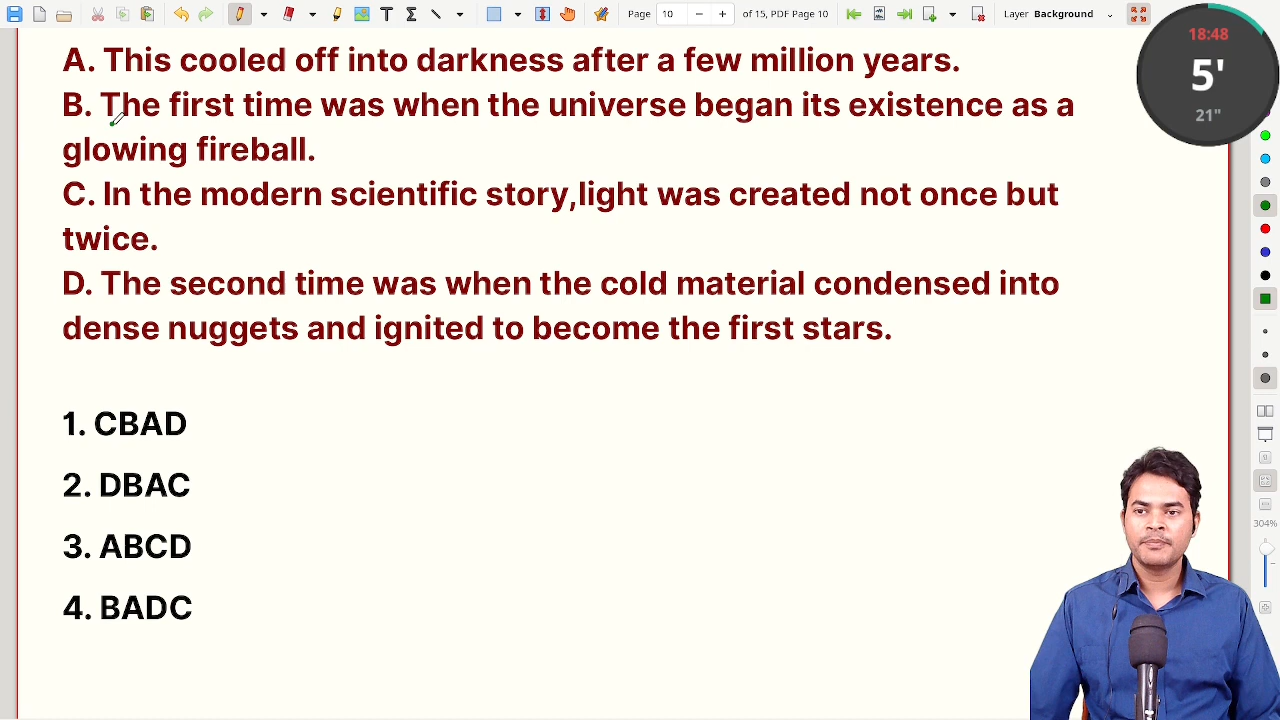 Page 10 of 15, PDF Page 10 Layer Background
18:48
5'
21"
A. This cooled off into darkness after a few million years.
B. The first time was when the universe began its existence as a
glowing fireball.
C. In the modern scientific story,light was created not once but
twice.
D. The second time was when the cold material condensed into
dense nuggets and ignited to become the first stars.
1. CBAD
2. DBAC
3. ABCD
4. BADC
304%